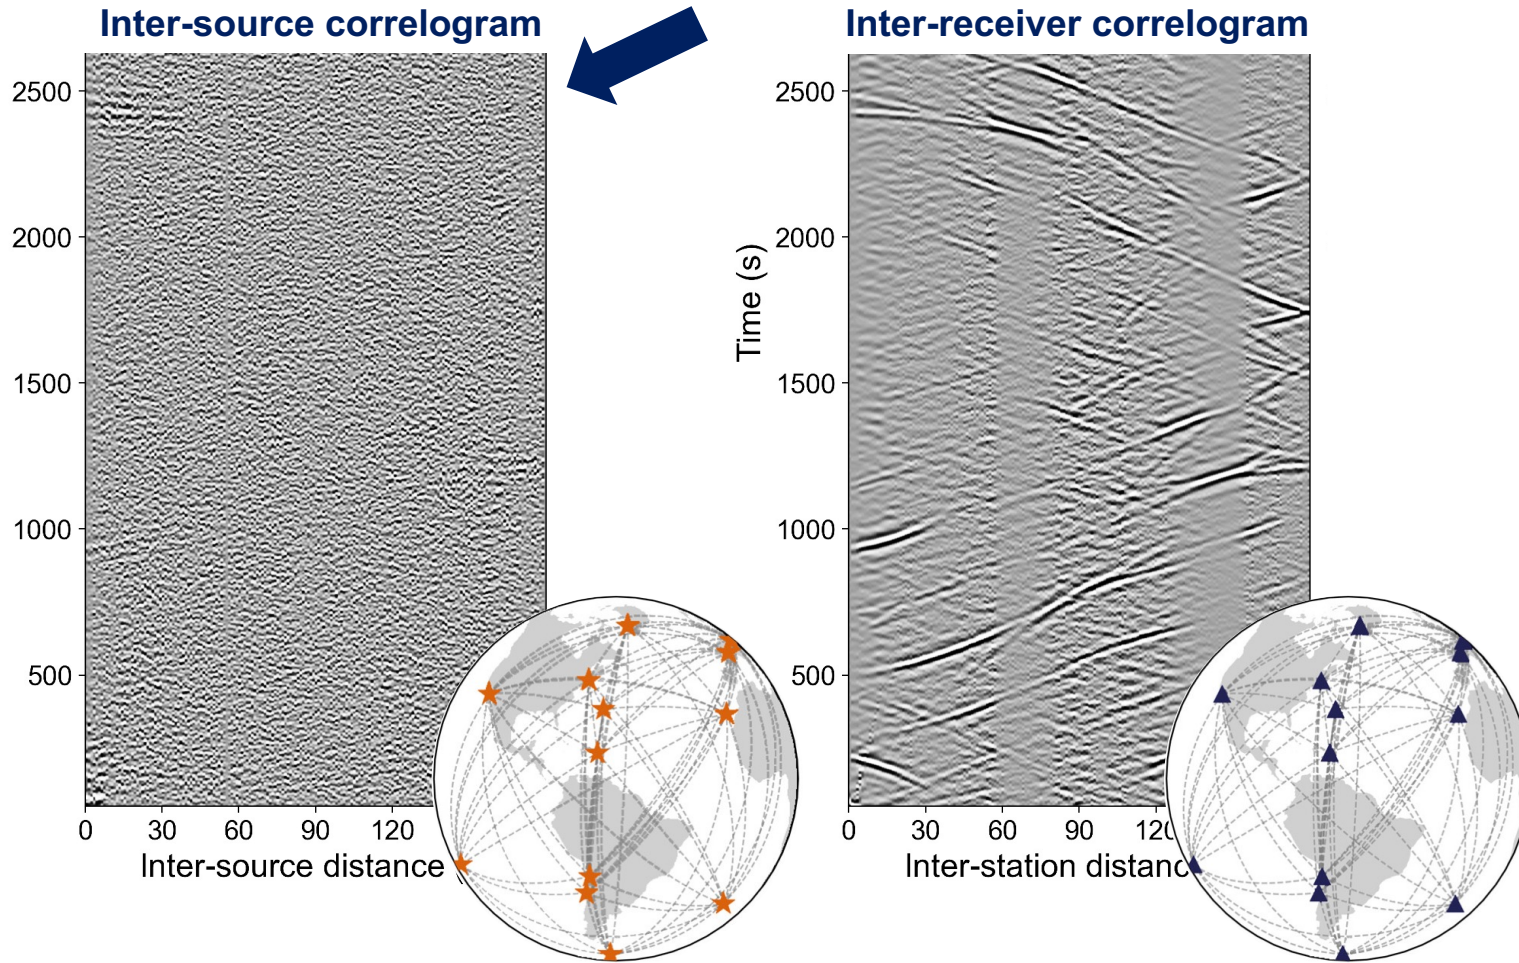 Inter-source correlogram
2500
2000
1500
1000
500
0 30 60 90 120
Inter-source distance
Inter-receiver correlogram
Time (s)
2500
2000
1500
1000
500
0 30 60 90 120
Inter-station distanc